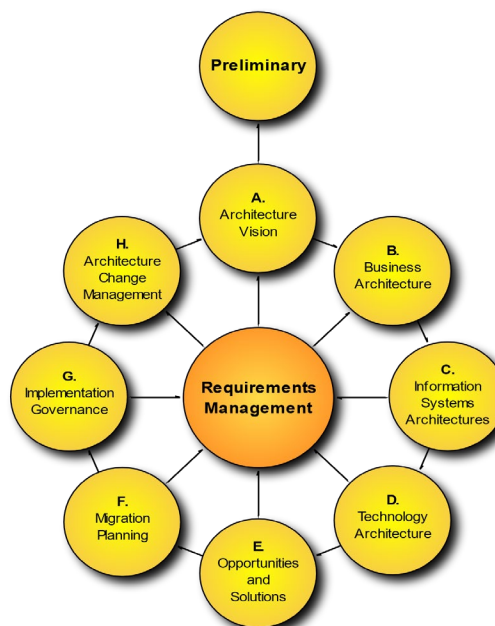 Preliminary
A.
Architecture
Vision
H.
Architecture
Change
Management
B.
Business
Architecture
G.
Implementation
Governance
Requirements
Management
C.
Information
Systems
Architectures
F.
Migration
Planning
D.
Technology
Architecture
E.
Opportunities
and
Solutions